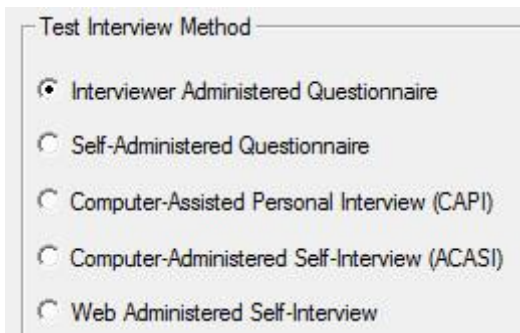 Test Interview Method
Interviewer Administered Questionnaire
Self-Administered Questionnaire
Computer-Assisted Personal Interview (CAPI)
Computer-Administered Self-Interview (ACASI)
Web Administered Self-Interview